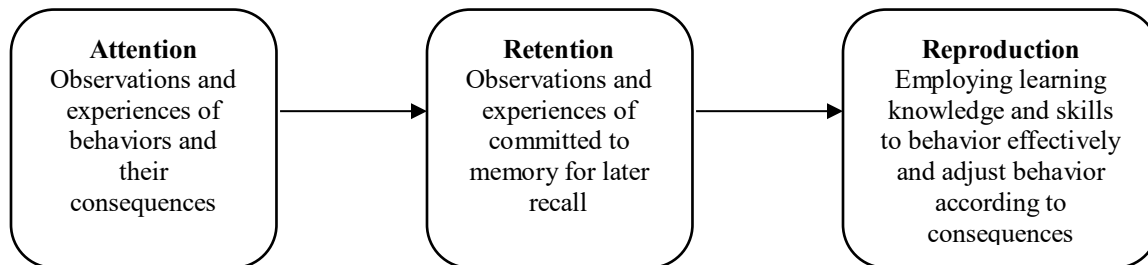 Attention
Observations and
experiences of
behaviors and
their
consequences
Retention
Observations and
experiences of
committed to
memory for later
recall
Reproduction
Employing learning
knowledge and skills
to behavior effectively
and adjust behavior
according to
consequences